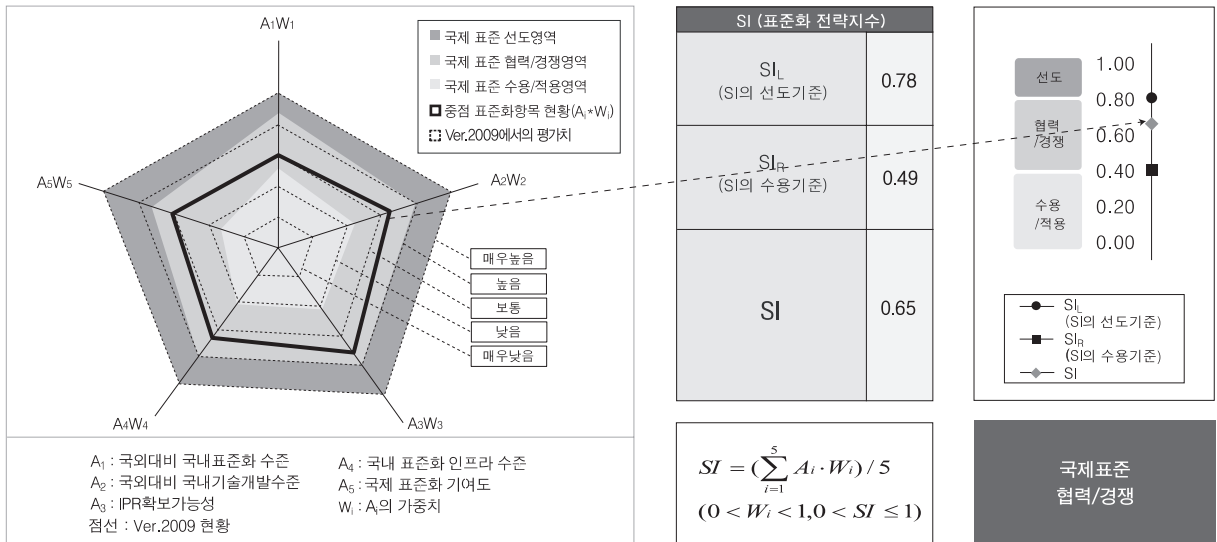 A₁W₁
A₂W₂
A₃W₃
A₄W₄
A₅W₅
국제 표준 선도영역
국제 표준 협력/경쟁영역
국제 표준 수용/적용영역
중점 표준화항목 현황(Aᵢ*Wᵢ)
Ver.2009에서의 평가치
매우높음
높음
보통
낮음
매우낮음
A₁ : 국외대비 국내표준화 수준
A₂ : 국외대비 국내기술개발수준
A₃ : IPR확보가능성
점선 : Ver.2009 현황
A₄ : 국내 표준화 인프라 수준
A₅ : 국제 표준화 기여도
Wᵢ : Aᵢ의 가중치
SI (표준화 전략지수)
SI_L
(SI의 선도기준)
0.78
SI_R
(SI의 수용기준)
0.49
SI
0.65
SI = (∑_{i=1}^{5} Aᵢ · Wᵢ) / 5
(0 < Wᵢ < 1, 0 < SI ≤ 1)
선도
협력
/경쟁
수용
/적용
1.00
0.80
0.60
0.40
0.20
0.00
SI_L
(SI의 선도기준)
SI_R
(SI의 수용기준)
SI
국제표준
협력/경쟁